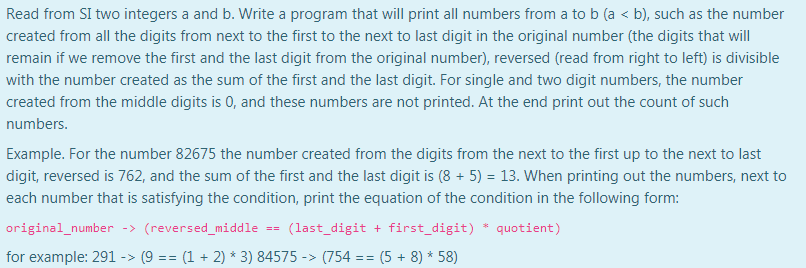 Read from SI two integers a and b. Write a program that will print all numbers from a to b (a < b), such as the number
created from all the digits from next to the first to the next to last digit in the original number (the digits that will
remain if we remove the first and the last digit from the original number), reversed (read from right to left) is divisible
with the number created as the sum of the first and the last digit. For single and two digit numbers, the number
created from the middle digits is 0, and these numbers are not printed. At the end print out the count of such
numbers.
Example. For the number 82675 the number created from the digits from the next to the first up to the next to last
digit, reversed is 762, and the sum of the first and the last digit is (8 + 5) = 13. When printing out the numbers, next to
each number that is satisfying the condition, print the equation of the condition in the following form:
original_number -> (reversed_middle == (last_digit + first_digit) * quotient)
for example: 291 -> (9 == (1 + 2) * 3) 84575 -> (754 == (5 + 8) * 58)